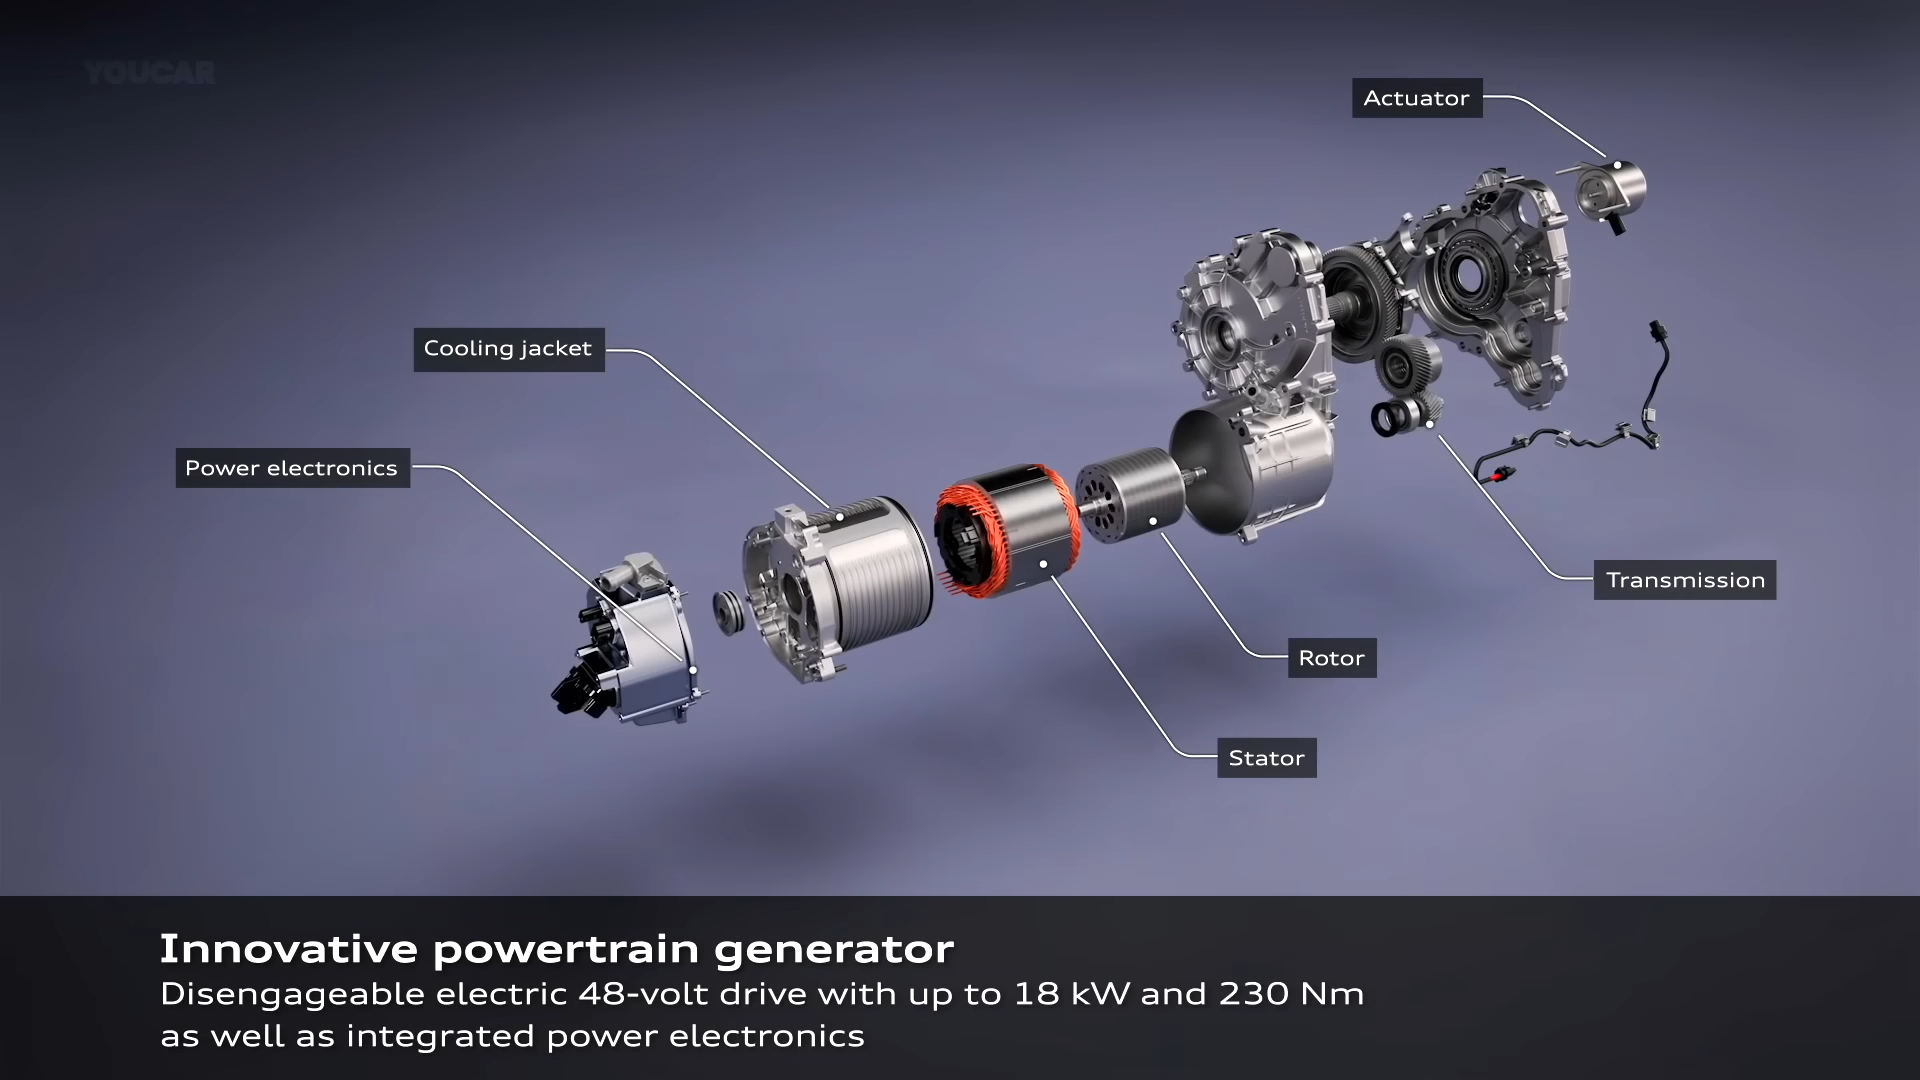 YOUCAR
Actuator
Cooling jacket
Power electronics
Transmission
Rotor
Stator
Innovative powertrain generator
Disengageable electric 48-volt drive with up to 18 kW and 230 Nm
as well as integrated power electronics